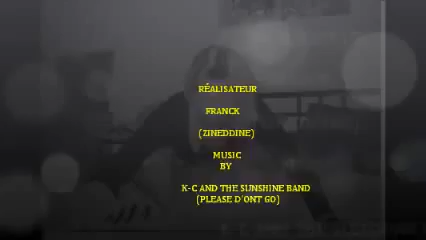 RÉALISATEUR
FRANCK
(ZINEDDINE)
MUSIC
BY
K-C AND THE SUNSHINE BAND
(PLEASE D'ONT GO)